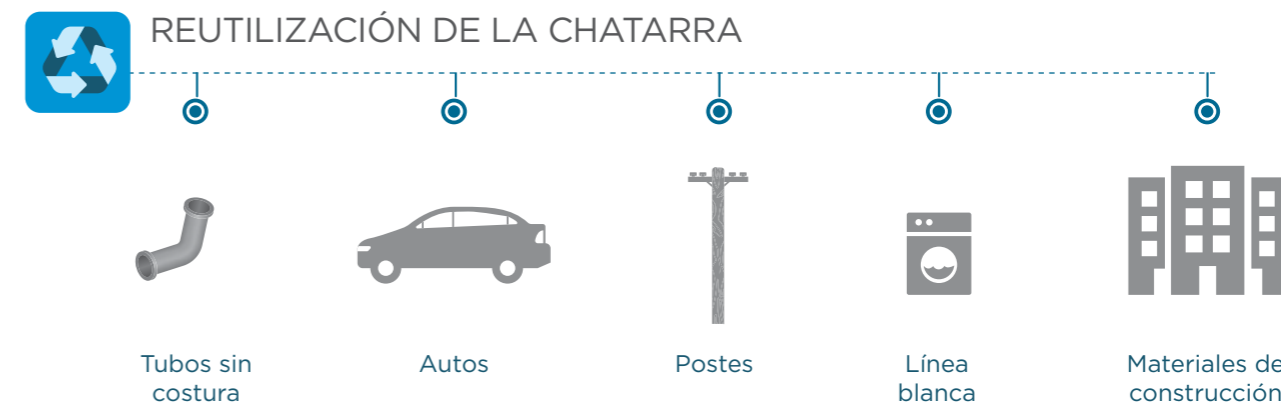 REUTILIZACIÓN DE LA CHATARRA
Tubos sin
costura
Autos
Postes
Línea
blanca
Materiales de
construcción